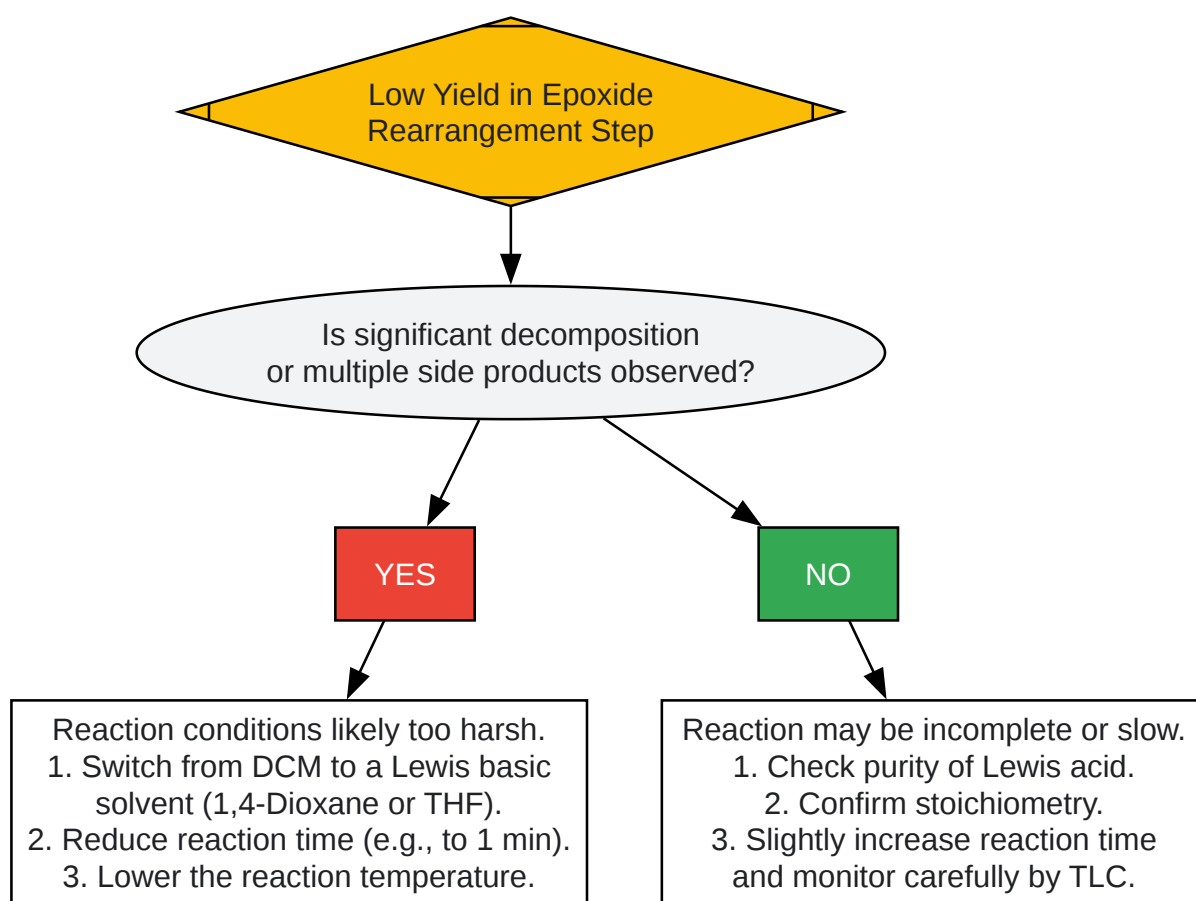 Low Yield in Epoxide
Rearrangement Step
Is significant decomposition
or multiple side products observed?
YES
NO
Reaction conditions likely too harsh.
1. Switch from DCM to a Lewis basic
solvent (1,4-Dioxane or THF).
2. Reduce reaction time (e.g., to 1 min).
3. Lower the reaction temperature.
Reaction may be incomplete or slow.
1. Check purity of Lewis acid.
2. Confirm stoichiometry.
3. Slightly increase reaction time
and monitor carefully by TLC.